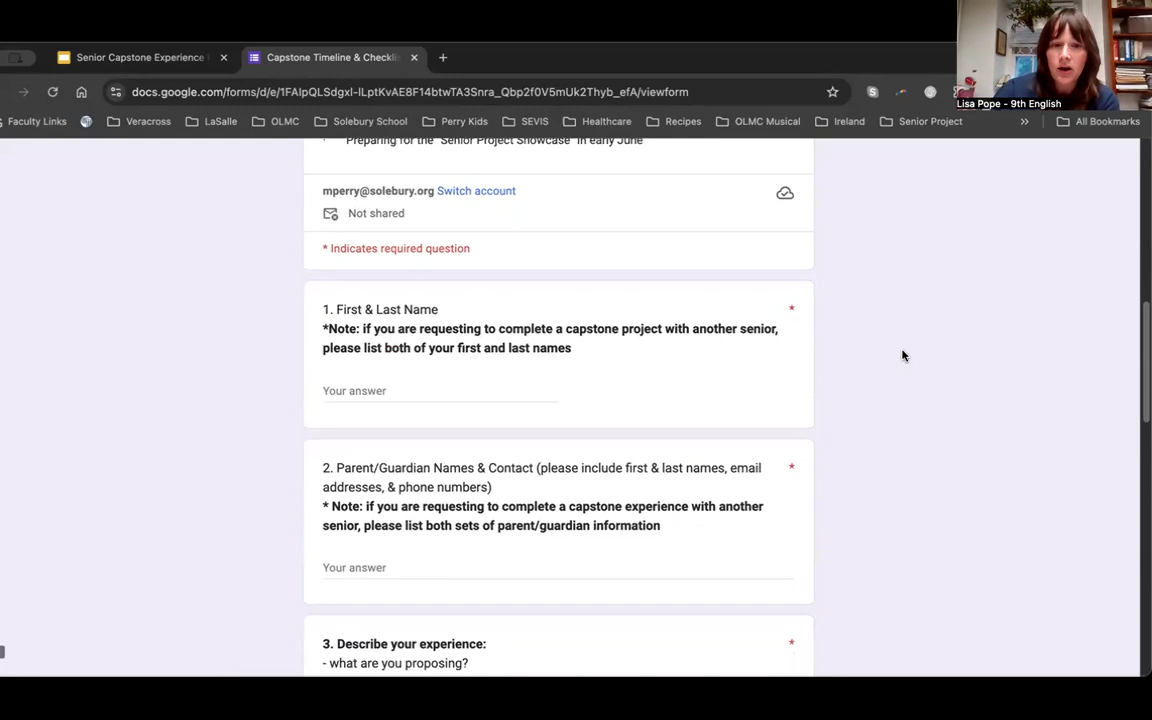 Senior Capstone Experience
Capstone Timeline & Checkli
docs.google.com/forms/d/e/1FAIpQLSdgxI-lLptKvAE8F14btwTA3Snra_Qbp2f0V5mUk2Thyb_efA/viewform
Lisa Pope - 9th English
Faculty Links
Veracross
LaSalle
OLMC
Solebury School
Perry Kids
SEVIS
Healthcare
Recipes
OLMC Musical
Ireland
Senior Project
»
All Bookmarks
· Preparing for the "Senior Project Showcase" in early June
mperry@solebury.org Switch account
Not shared
* Indicates required question
1. First & Last Name *
*Note: if you are requesting to complete a capstone project with another senior,
please list both of your first and last names
Your answer
2. Parent/Guardian Names & Contact (please include first & last names, email *
addresses, & phone numbers)
* Note: if you are requesting to complete a capstone experience with another
senior, please list both sets of parent/guardian information
Your answer
3. Describe your experience: *
- what are you proposing?